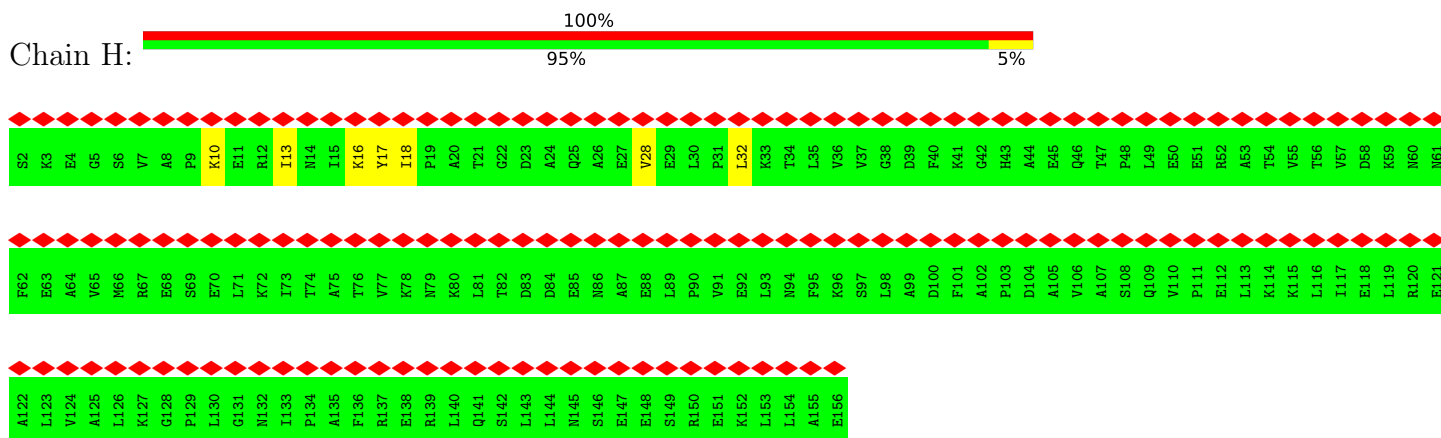 100%
Chain H:
95% 5%
S2 K3 E4 G5 S6 V7 A8 P9 K10 E11 R12 I13 N14 I15 K16 Y17 I18 P19 A20 T21 G22 D23 A24 Q25 A26 E27 V28 E29 L30 P31 L32 K33 T34 L35 V36 V37 G38 D39 F40 K41 G42 H43 A44 E45 Q46 T47 P48 L49 E50 E51 R52 A53 T54 V55 T56 V57 D58 K59 N60 N61
F62 E63 A64 V65 M66 R67 E68 S69 E70 L71 K72 I73 T74 A75 T76 V77 K78 N79 K80 L81 T82 D83 D84 E85 N86 A87 E88 L89 P90 V91 E92 L93 N94 F95 K96 S97 L98 A99 D100 F101 A102 P103 D104 A105 V106 A107 S108 Q109 V110 P111 E112 L113 K114 K115 L116 I117 E118 L119 R120 E121
A122 L123 V124 A125 L126 K127 G128 P129 L130 G131 N132 I133 P134 A135 F136 R137 E138 R139 L140 Q141 S142 L143 L144 N145 S146 E147 E148 S149 R150 E151 K152 L153 L154 A155 E156